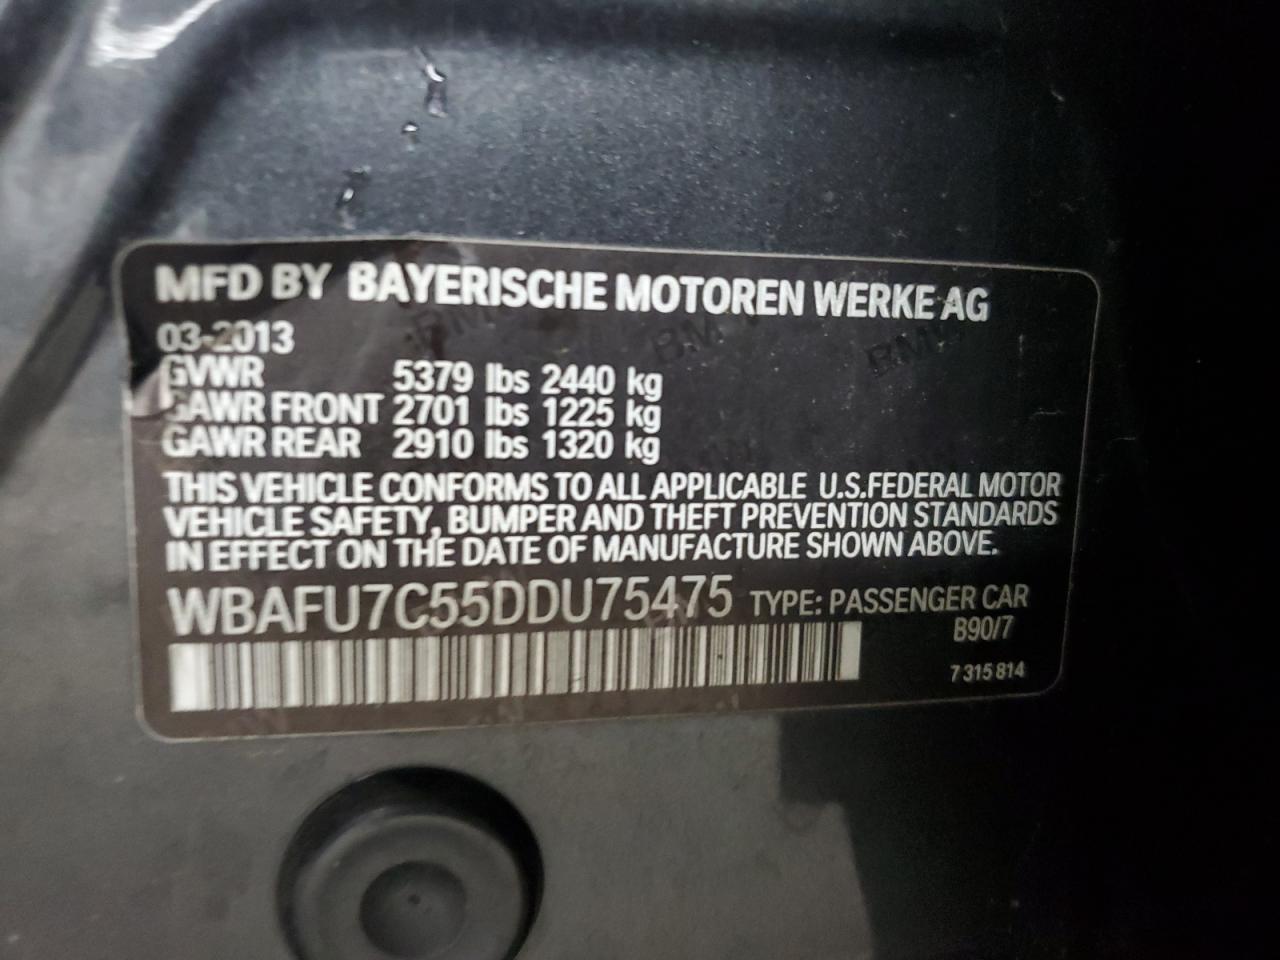 MFD BY BAYERISCHE MOTOREN WERKE AG
03-2013
GVWR 5379 lbs 2440 kg
GAWR FRONT 2701 lbs 1225 kg
GAWR REAR 2910 lbs 1320 kg
THIS VEHICLE CONFORMS TO ALL APPLICABLE U.S.FEDERAL MOTOR
VEHICLE SAFETY, BUMPER AND THEFT PREVENTION STANDARDS
IN EFFECT ON THE DATE OF MANUFACTURE SHOWN ABOVE.
WBAFU7C55DDU75475 TYPE: PASSENGER CAR
B90/7
7 315 814